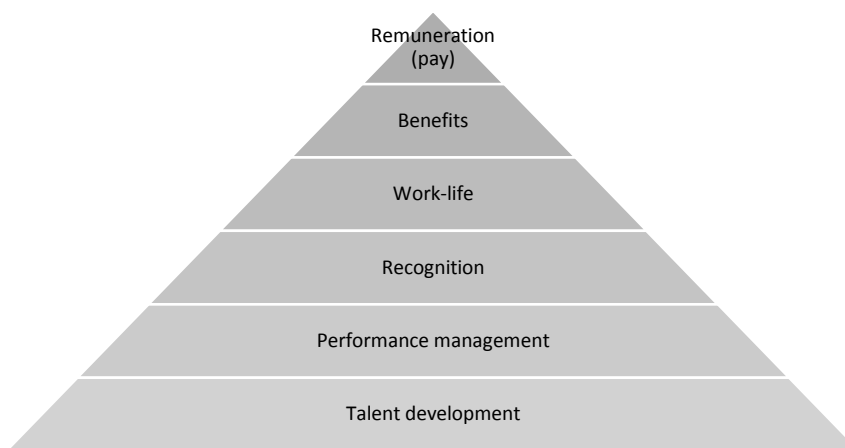 Remuneration
(pay)
Benefits
Work-life
Recognition
Performance management
Talent development